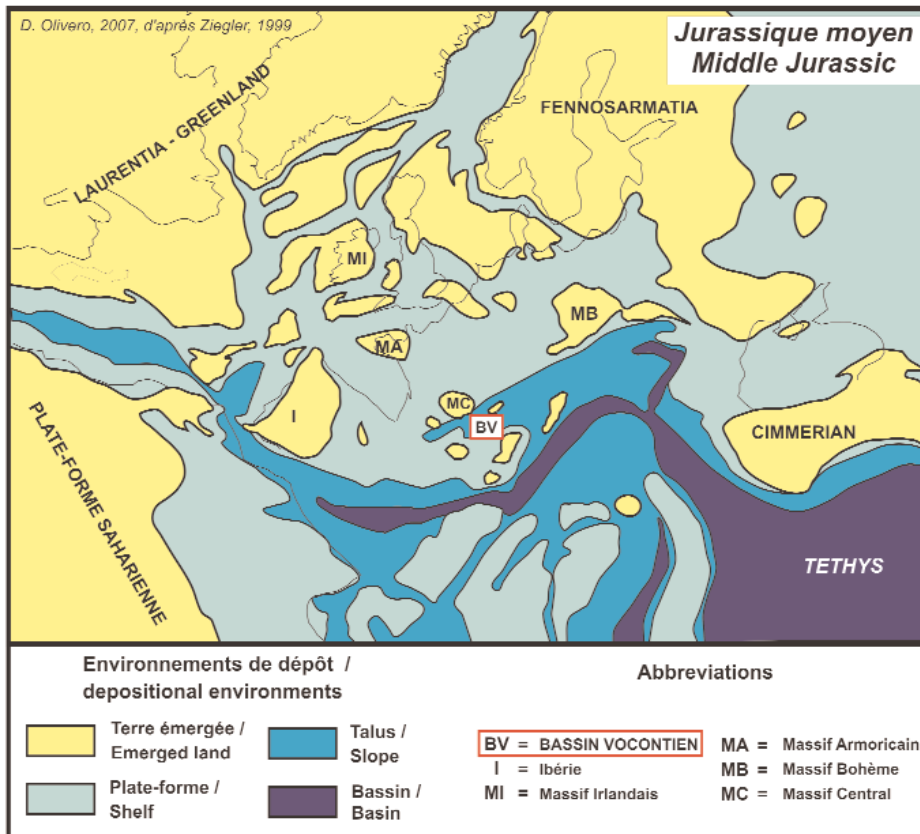 D. Olivero, 2007, d'après Ziegler, 1999
Jurassique moyen
Middle Jurassic
FENNOSARMATIA
LAURENTIA - GREENLAND
MI
MB
MA
MC
I
BV
CIMMERIAN
PLATE-FORME SAHARIENNE
TETHYS
Environnements de dépôt /
depositional environments
Abbreviations
Terre émergée /
Emerged land
Talus /
Slope
Plate-forme /
Shelf
Bassin /
Basin
BV = BASSIN VOCONTIEN
I = Ibérie
MI = Massif Irlandais
MA = Massif Armoricain
MB = Massif Bohème
MC = Massif Central